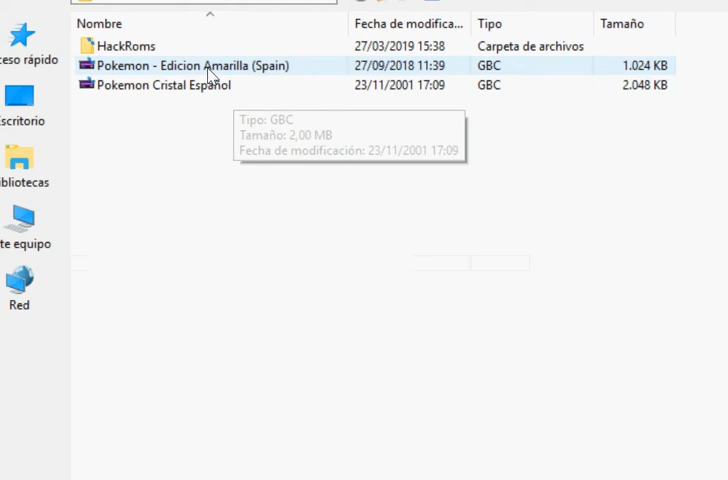 Nombre Fecha de modifica... Tipo Tamaño
HackRoms 27/03/2019 15:38 Carpeta de archivos
Pokemon - Edicion Amarilla (Spain) 27/09/2018 11:39 GBC 1.024 KB
Pokemon Cristal Español 23/11/2001 17:09 GBC 2.048 KB
Tipo: GBC
Tamaño: 2,00 MB
Fecha de modificación: 23/11/2001 17:09
ceso rápido
Escritorio
ibliotecas
te equipo
Red